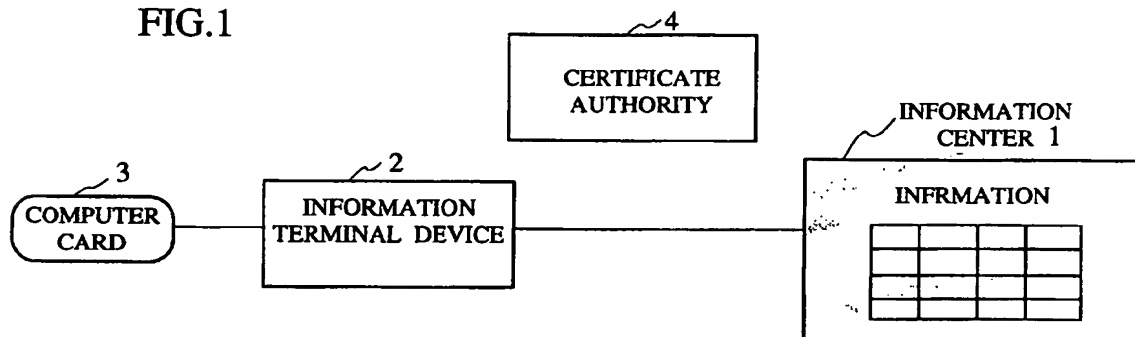 FIG.1
4
CERTIFICATE
AUTHORITY
INFORMATION
CENTER 1
3
COMPUTER
CARD
2
INFORMATION
TERMINAL DEVICE
INFRMATION